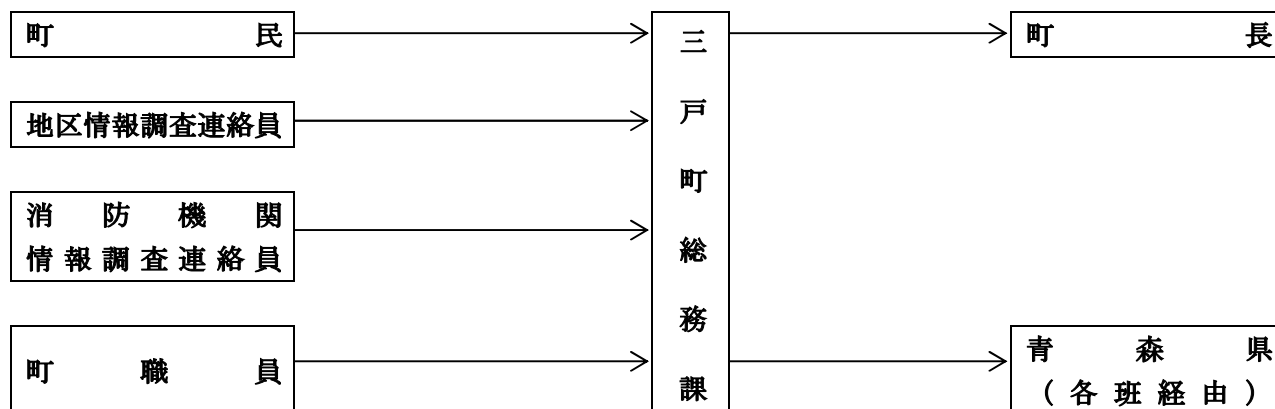 町民
地区情報調査連絡員
消防機関
情報調査連絡員
町職員
三戸町総務課
町長
青森県
(各班経由)